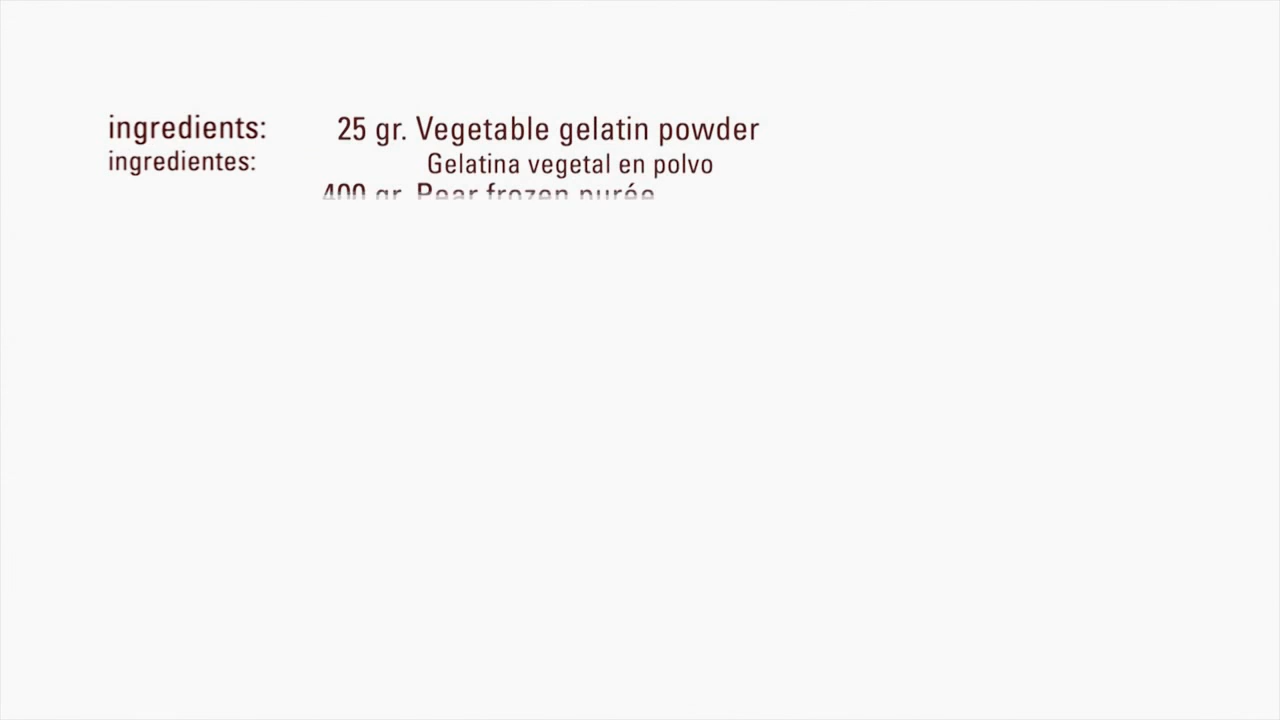 ingredients:
ingredientes:
25 gr. Vegetable gelatin powder
Gelatina vegetal en polvo
400 gr. Pear frozen purée